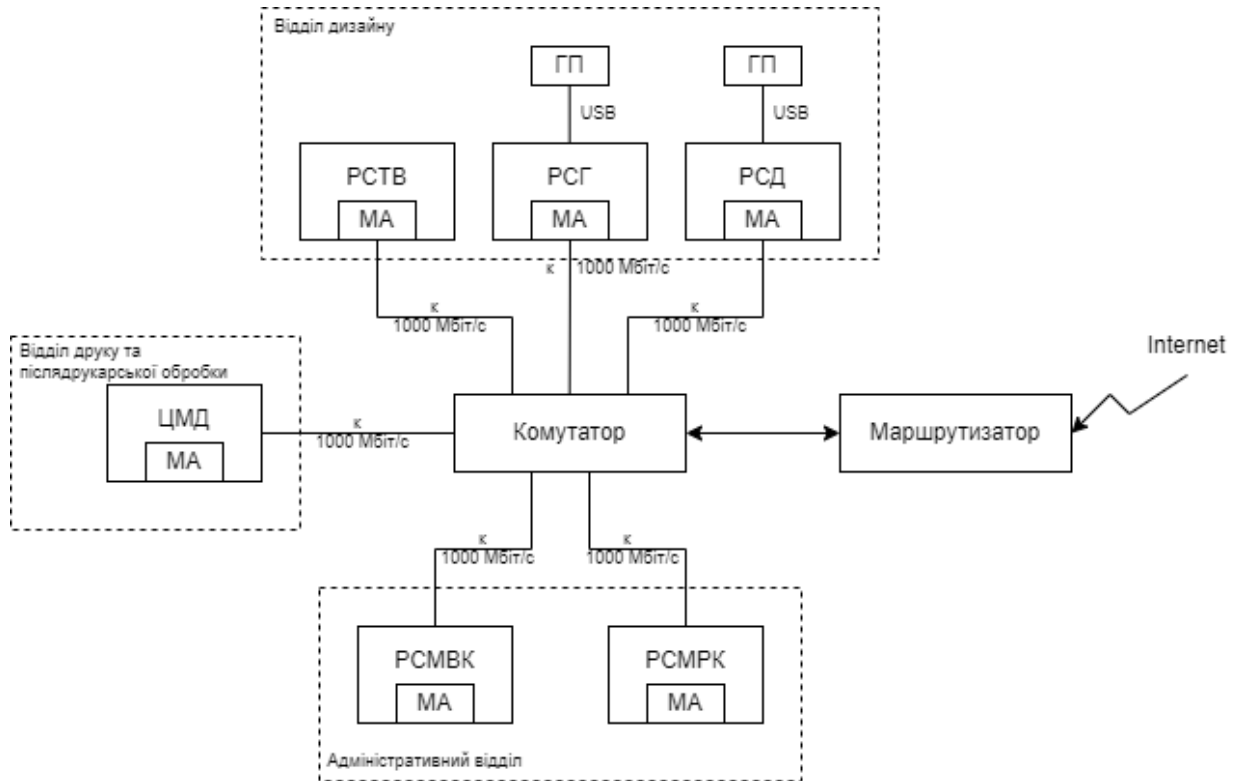 Відділ дизайну
ГП
ГП
USB
USB
РСТВ
РСГ
РСД
МА
МА
МА
к
1000 Мбіт/с
к
1000 Мбіт/с
к
1000 Мбіт/с
Відділ друку та
післядрукарської обробки
Internet
ЦМД
МА
к
1000 Мбіт/с
Комутатор
Маршрутизатор
к
1000 Мбіт/с
к
1000 Мбіт/с
РСМВК
РСМРК
МА
МА
Адміністративний відділ